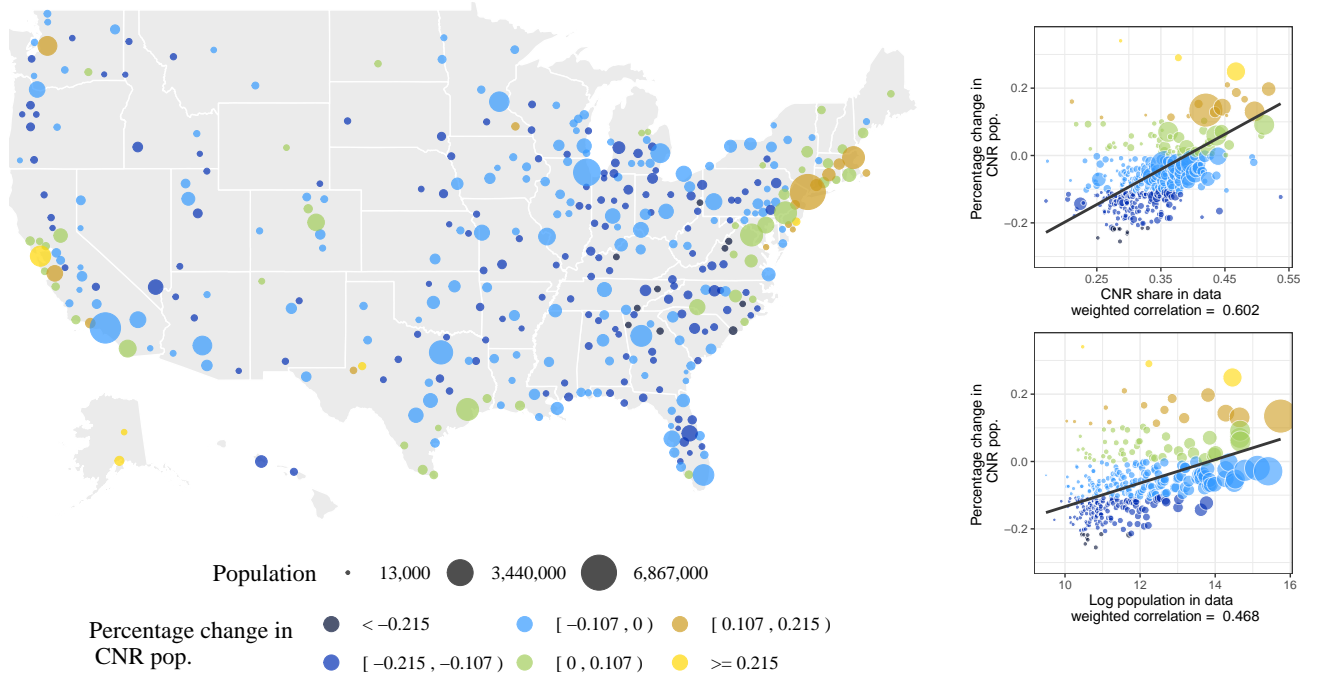 Percentage change in
CNR pop.
0.2
0.0
−0.2
0.25 0.35 0.45 0.55
CNR share in data
weighted correlation = 0.602
Percentage change in
CNR pop.
0.2
0.0
−0.2
10 12 14 16
Log population in data
weighted correlation = 0.468
Population 13,000 3,440,000 6,867,000
Percentage change in
CNR pop.
< −0.215 [ −0.107 , 0 ) [ 0.107 , 0.215 )
[ −0.215 , −0.107 ) [ 0 , 0.107 ) >= 0.215